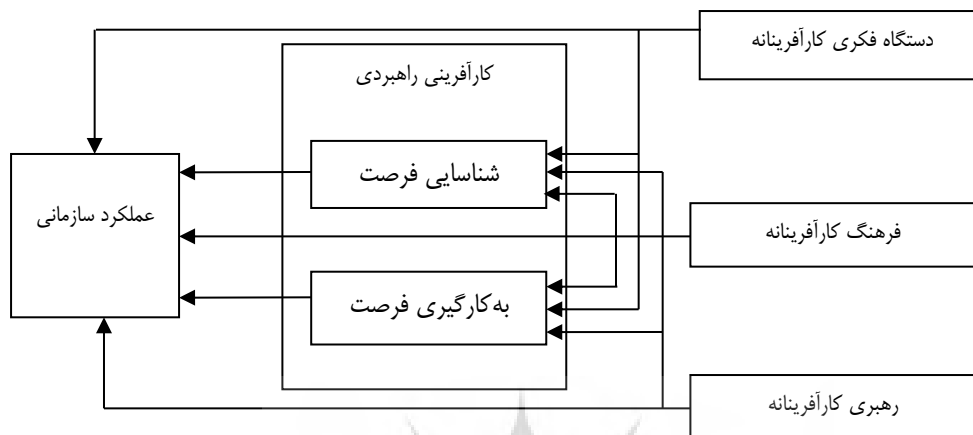 دستگاه فکری کارآفرینانه
کارآفرینی راهبردی
شناسایی فرصت
عملکرد سازمانی
فرهنگ کارآفرینانه
به‌کارگیری فرصت
رهبری کارآفرینانه